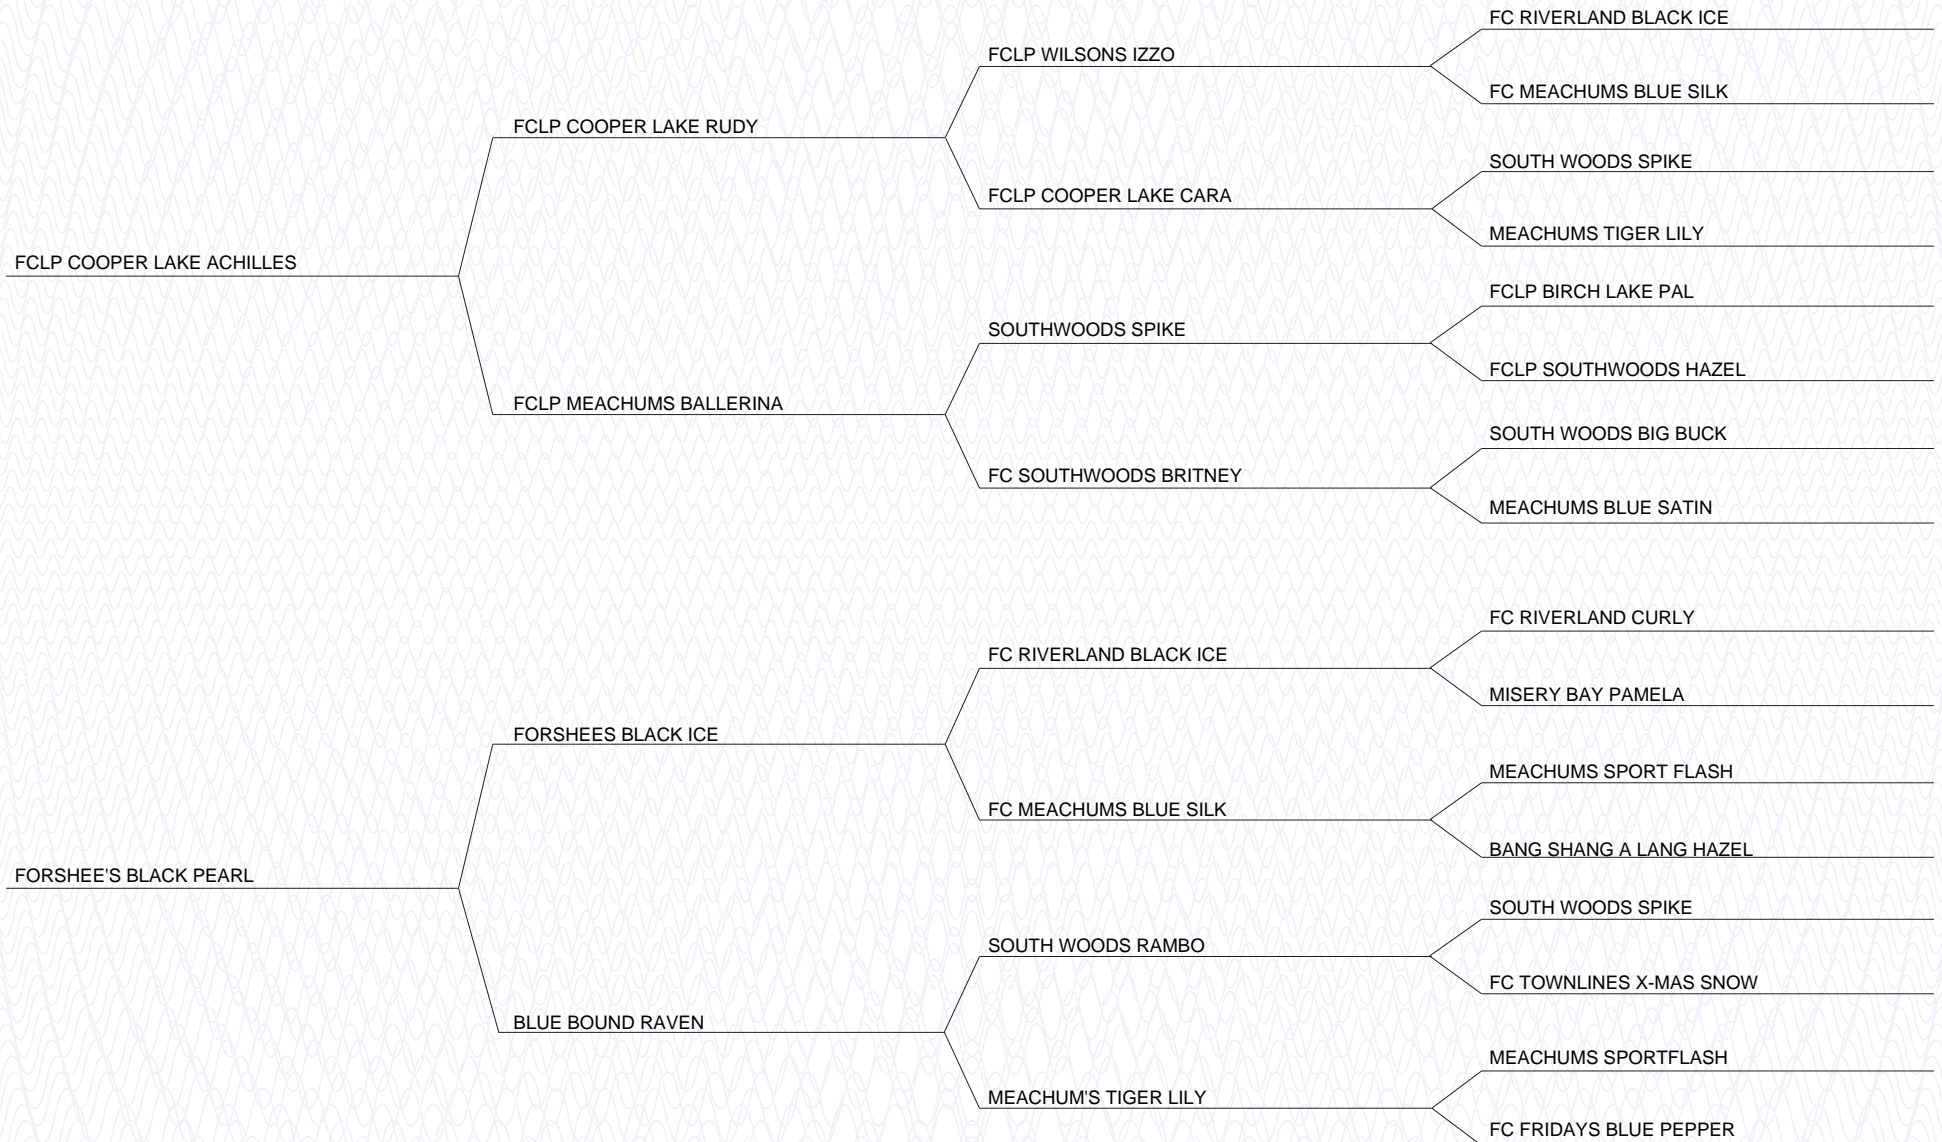 FC RIVERLAND BLACK ICE
FCLP WILSONS IZZO
FC MEACHUMS BLUE SILK
FCLP COOPER LAKE RUDY
SOUTH WOODS SPIKE
FCLP COOPER LAKE CARA
MEACHUMS TIGER LILY
FCLP COOPER LAKE ACHILLES
FCLP BIRCH LAKE PAL
SOUTHWOODS SPIKE
FCLP SOUTHWOODS HAZEL
FCLP MEACHUMS BALLERINA
SOUTH WOODS BIG BUCK
FC SOUTHWOODS BRITNEY
MEACHUMS BLUE SATIN
FC RIVERLAND CURLY
FC RIVERLAND BLACK ICE
MISERY BAY PAMELA
FORSHEES BLACK ICE
MEACHUMS SPORT FLASH
FC MEACHUMS BLUE SILK
BANG SHANG A LANG HAZEL
FORSHEE'S BLACK PEARL
SOUTH WOODS SPIKE
SOUTH WOODS RAMBO
FC TOWNLINES X-MAS SNOW
BLUE BOUND RAVEN
MEACHUMS SPORTFLASH
MEACHUM'S TIGER LILY
FC FRIDAYS BLUE PEPPER